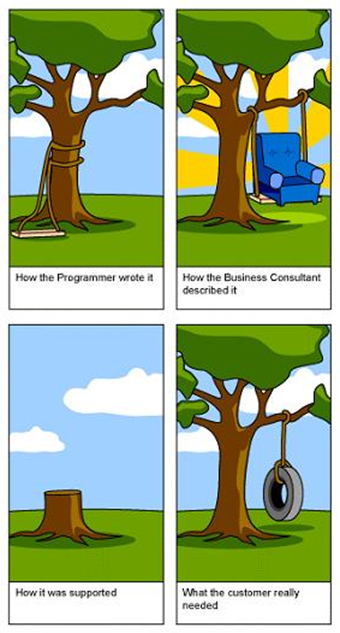 How the Programmer wrote it
How the Business Consultant
described it
How it was supported
What the customer really
needed